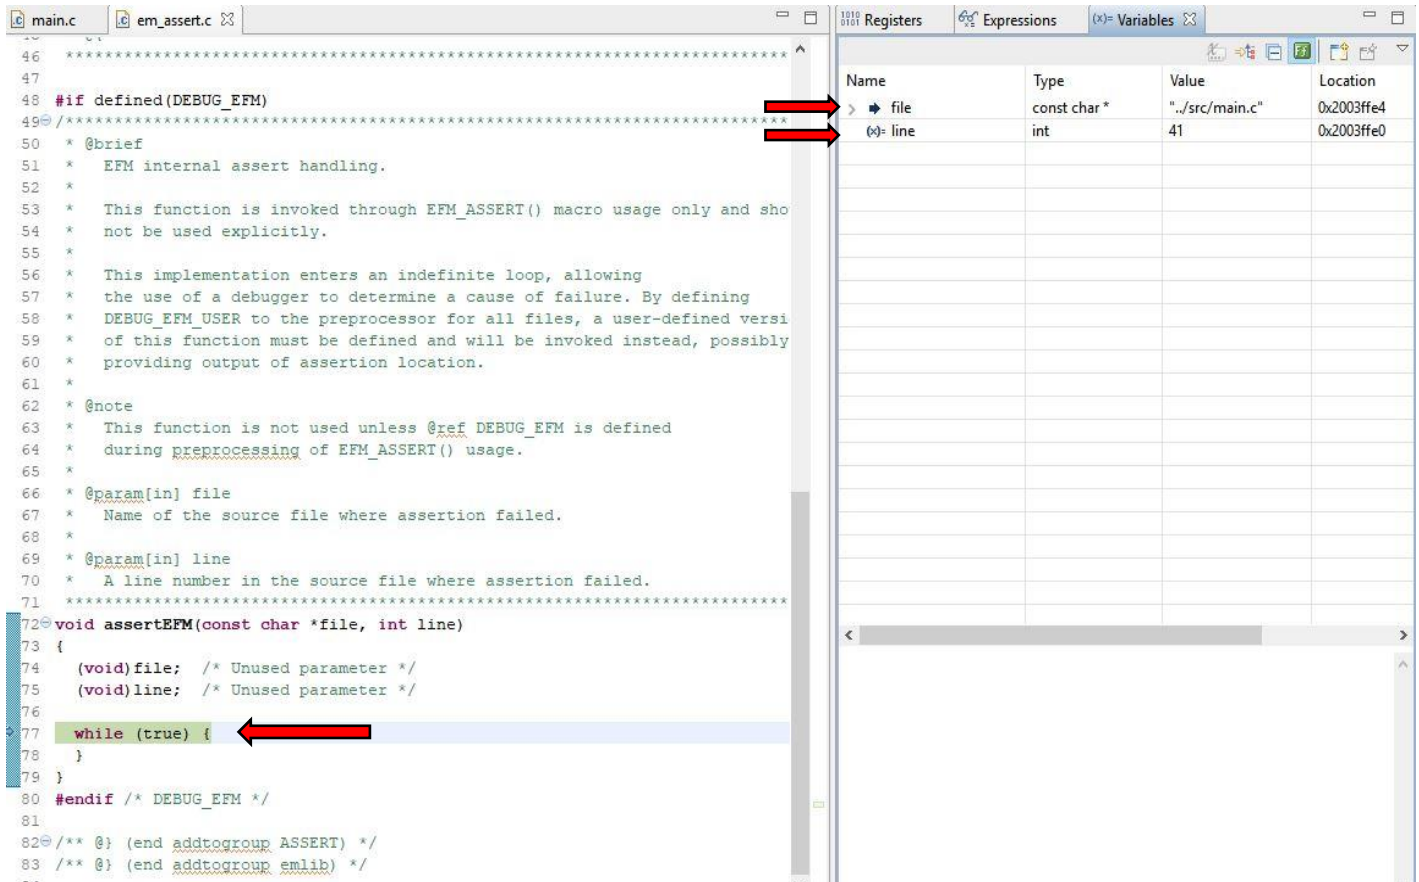 main.c em_assert.c
46 ******************************************************************************
47
48 #if defined(DEBUG_EFM)
49 /******************************************************************************
50 * @brief
51 * EFM internal assert handling.
52 *
53 * This function is invoked through EFM_ASSERT() macro usage only and sho
54 * not be used explicitly.
55 *
56 * This implementation enters an indefinite loop, allowing
57 * the use of a debugger to determine a cause of failure. By defining
58 * DEBUG_EFM_USER to the preprocessor for all files, a user-defined versi
59 * of this function must be defined and will be invoked instead, possibly
60 * providing output of assertion location.
61 *
62 * @note
63 * This function is not used unless @ref DEBUG_EFM is defined
64 * during preprocessing of EFM_ASSERT() usage.
65 *
66 * @param[in] file
67 * Name of the source file where assertion failed.
68 *
69 * @param[in] line
70 * A line number in the source file where assertion failed.
71 ******************************************************************************
72 void assertEFM(const char *file, int line)
73 {
74 (void)file; /* Unused parameter */
75 (void)line; /* Unused parameter */
76
77 while (true) {
78 }
79 }
80 #endif /* DEBUG_EFM */
81
82 /** @} (end addtogroup ASSERT) */
83 /** @} (end addtogroup emlib) */
1010 0101 Registers Expressions (x)= Variables
Name Type Value Location
file const char * "../src/main.c" 0x2003ffe4
(x)= line int 41 0x2003ffe0